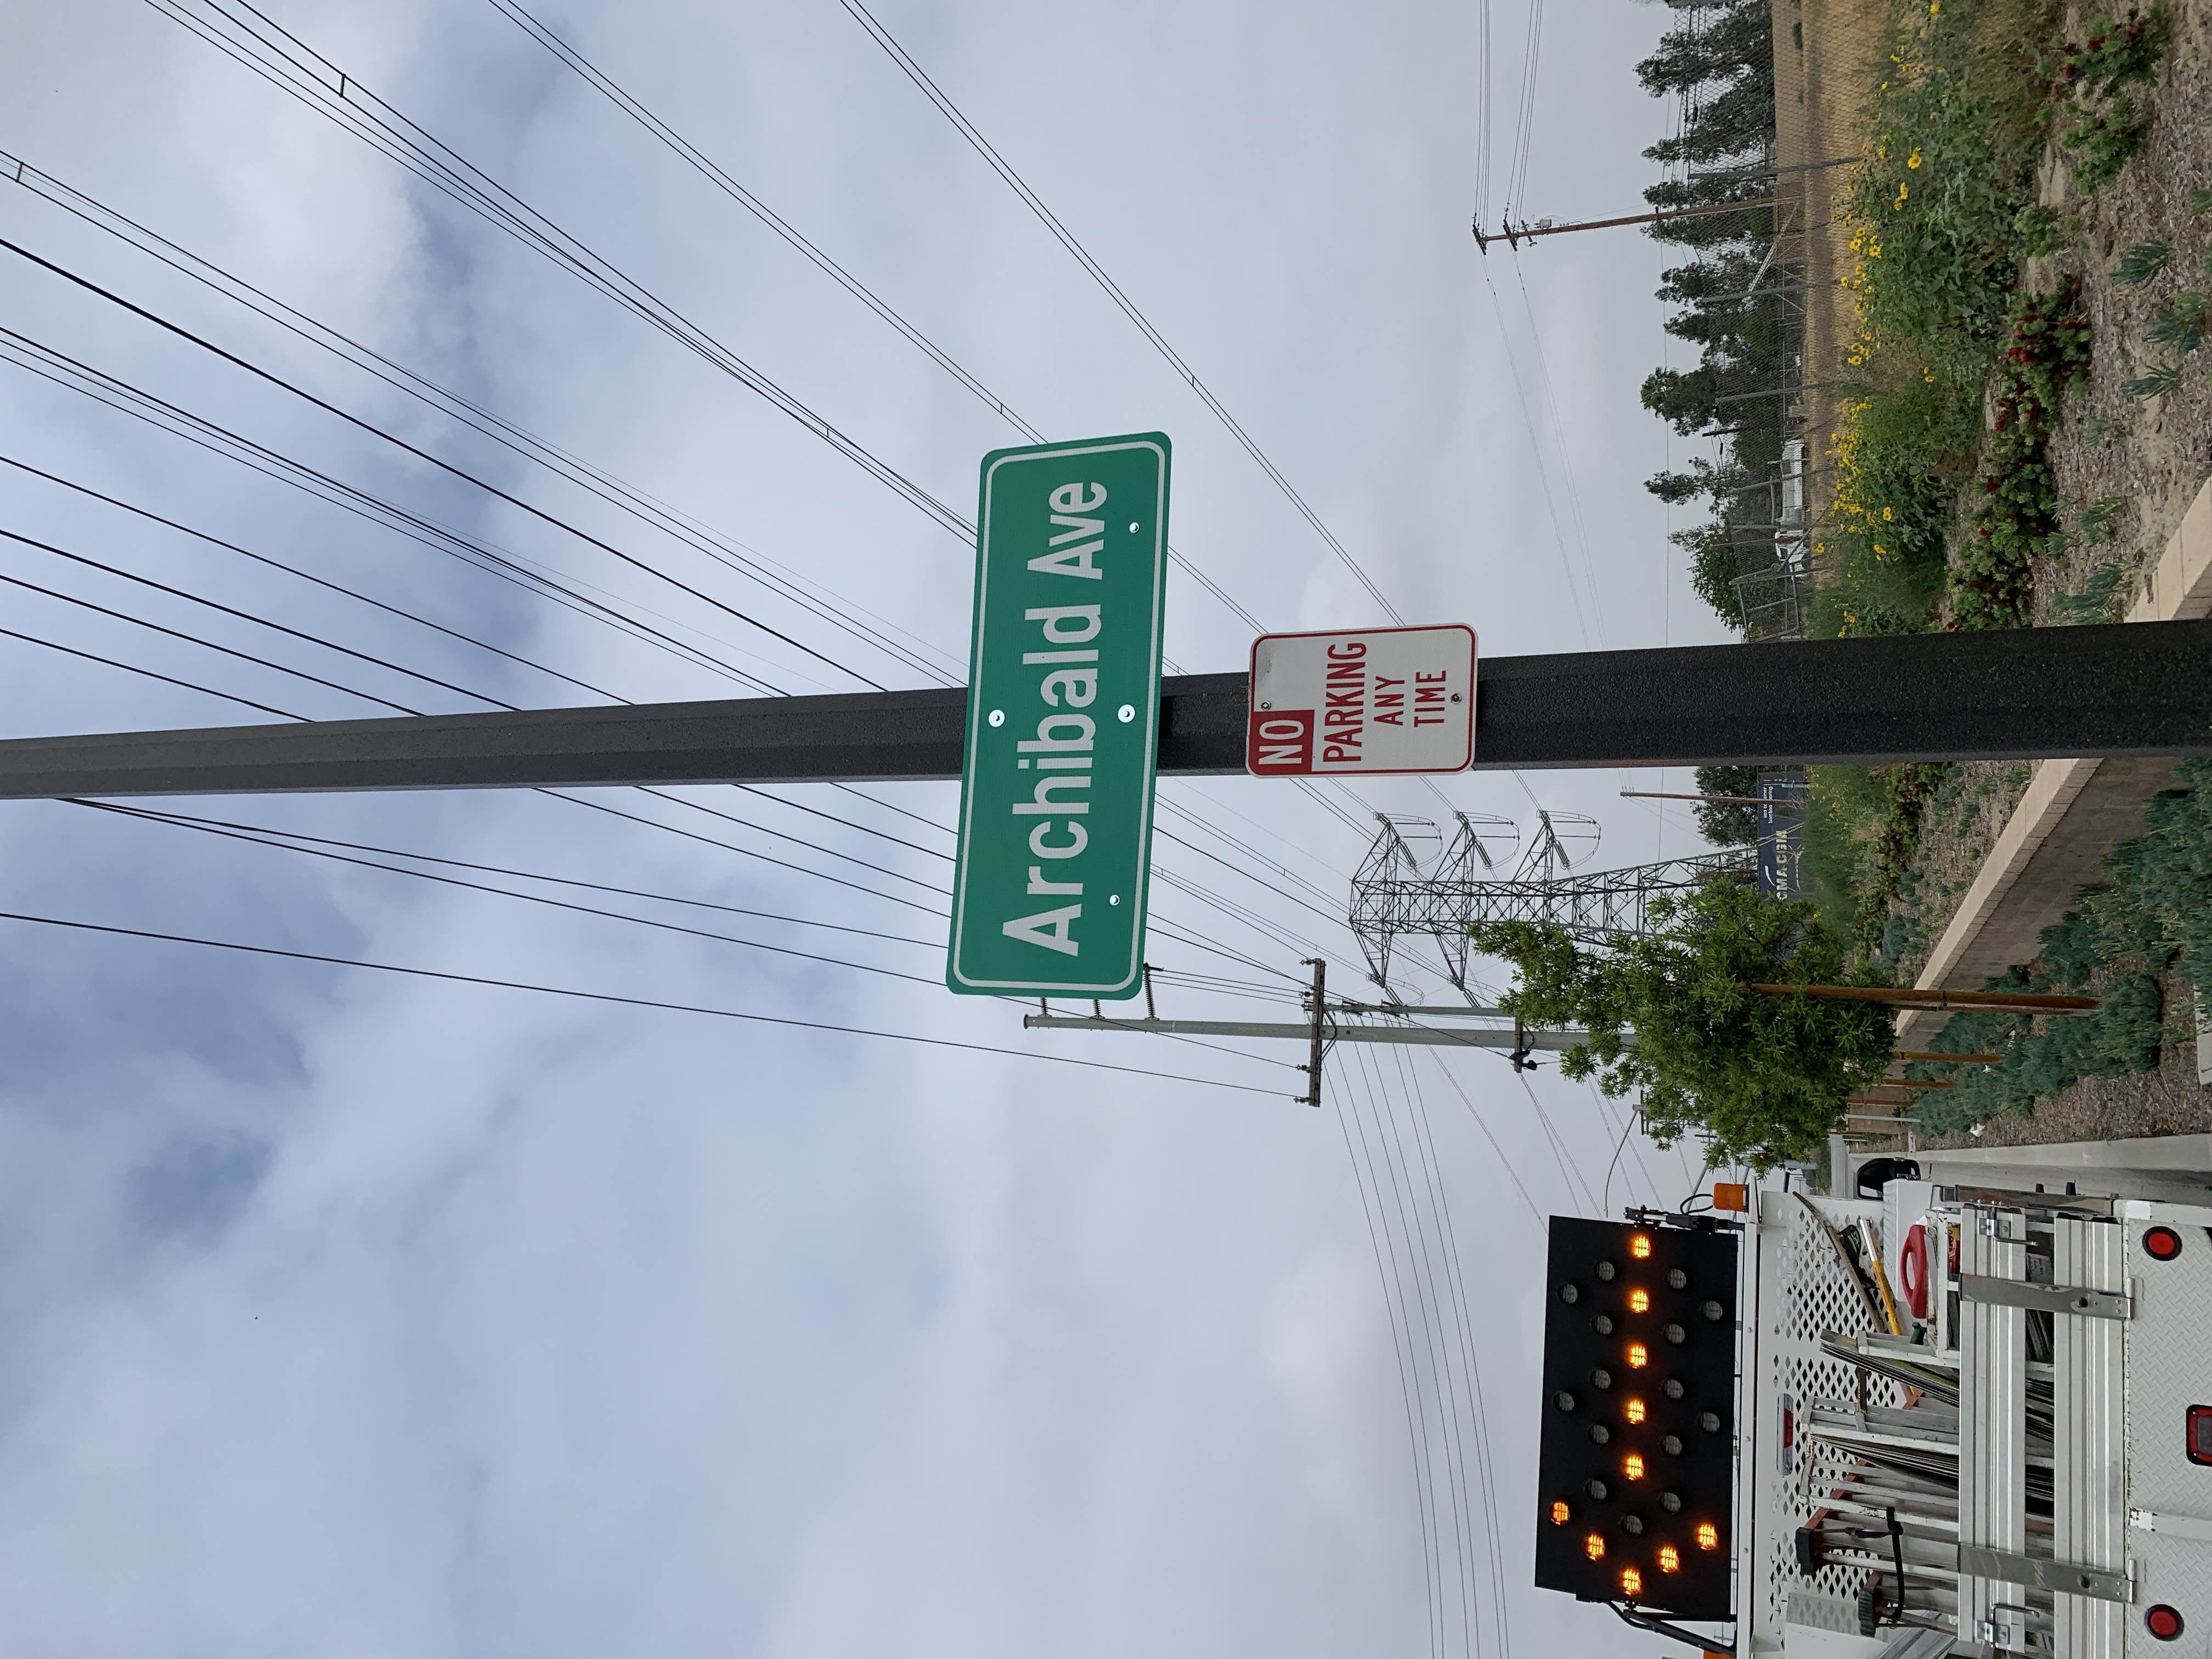 Archibald Ave
NO
PARKING
ANY
TIME